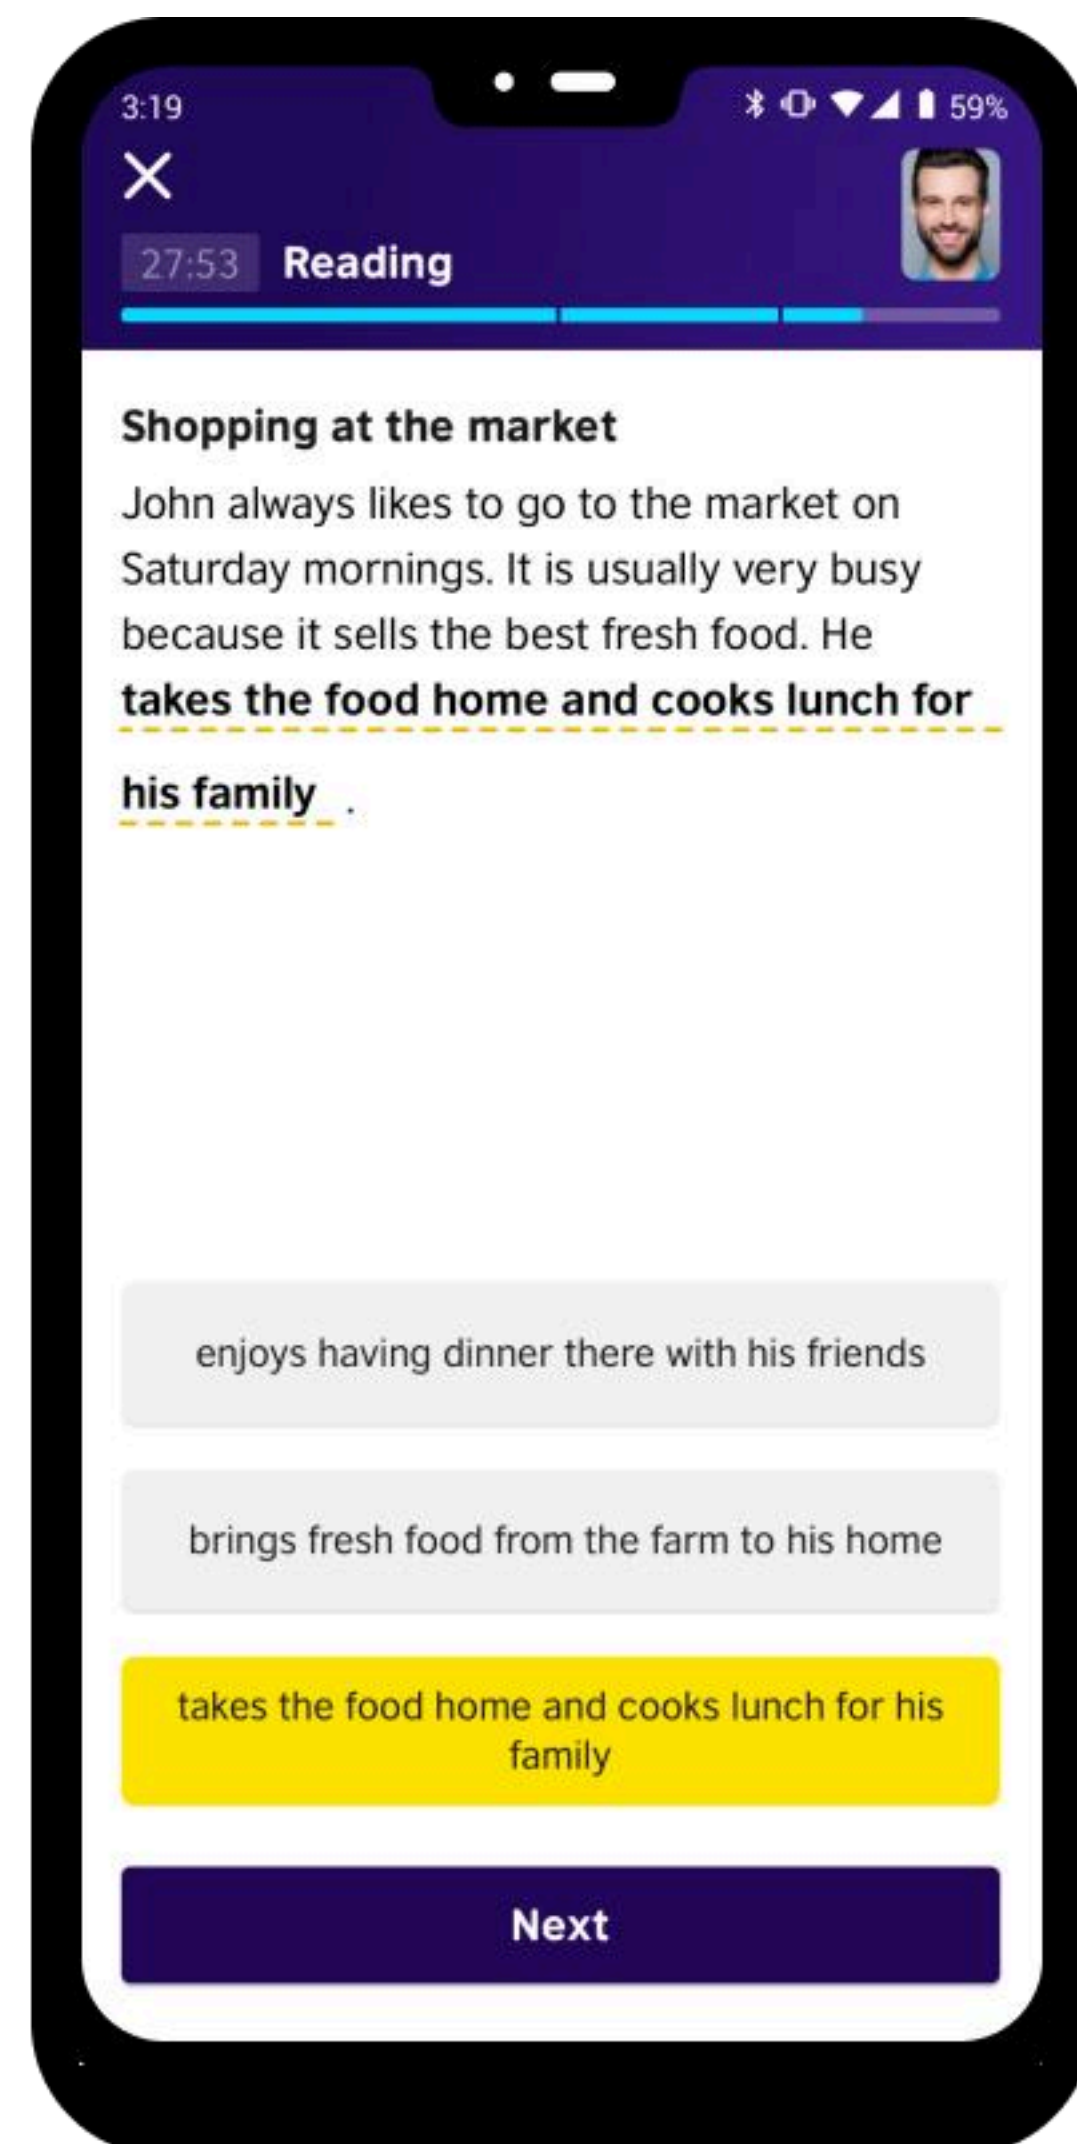 3:19
59%
27:53 Reading
Shopping at the market
John always likes to go to the market on
Saturday mornings. It is usually very busy
because it sells the best fresh food. He
takes the food home and cooks lunch for
his family .
enjoys having dinner there with his friends
brings fresh food from the farm to his home
takes the food home and cooks lunch for his
family
Next